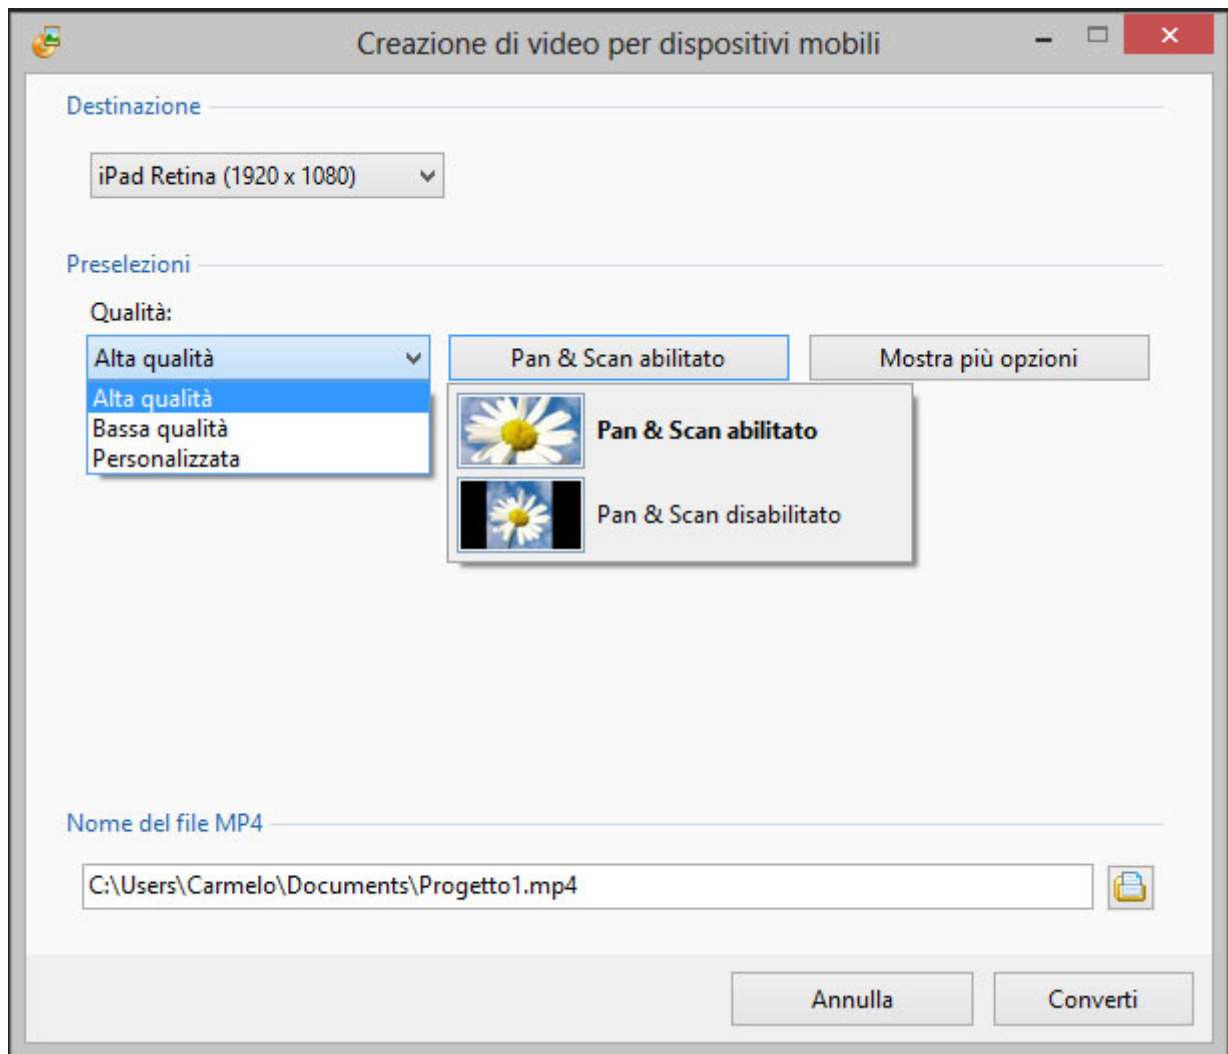 Creazione di video per dispositivi mobili
Destinazione
iPad Retina (1920 x 1080)
Preselezioni
Qualità:
Alta qualità
Pan & Scan abilitato
Mostra più opzioni
Alta qualità
Bassa qualità
Personalizzata
Pan & Scan abilitato
Pan & Scan disabilitato
Nome del file MP4
C:\Users\Carmelo\Documents\Progetto1.mp4
Annulla
Converti